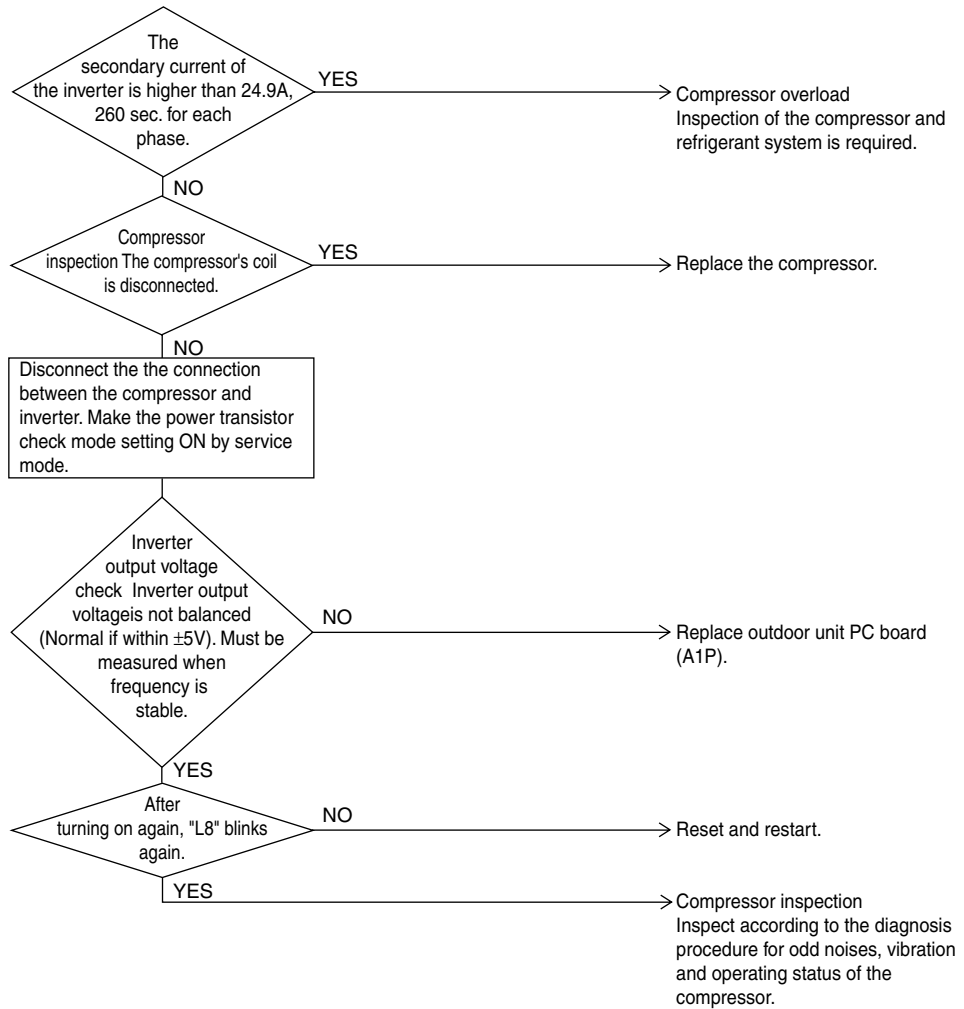 The
secondary current of
the inverter is higher than 24.9A,
260 sec. for each
phase.
YES
Compressor overload
Inspection of the compressor and
refrigerant system is required.
NO
Compressor
inspection The compressor's coil
is disconnected.
YES
Replace the compressor.
NO
Disconnect the the connection
between the compressor and
inverter. Make the power transistor
check mode setting ON by service
mode.
Inverter
output voltage
check Inverter output
voltageis not balanced
(Normal if within ±5V). Must be
measured when
frequency is
stable.
NO
Replace outdoor unit PC board
(A1P).
YES
After
turning on again, "L8" blinks
again.
NO
Reset and restart.
YES
Compressor inspection
Inspect according to the diagnosis
procedure for odd noises, vibration
and operating status of the
compressor.